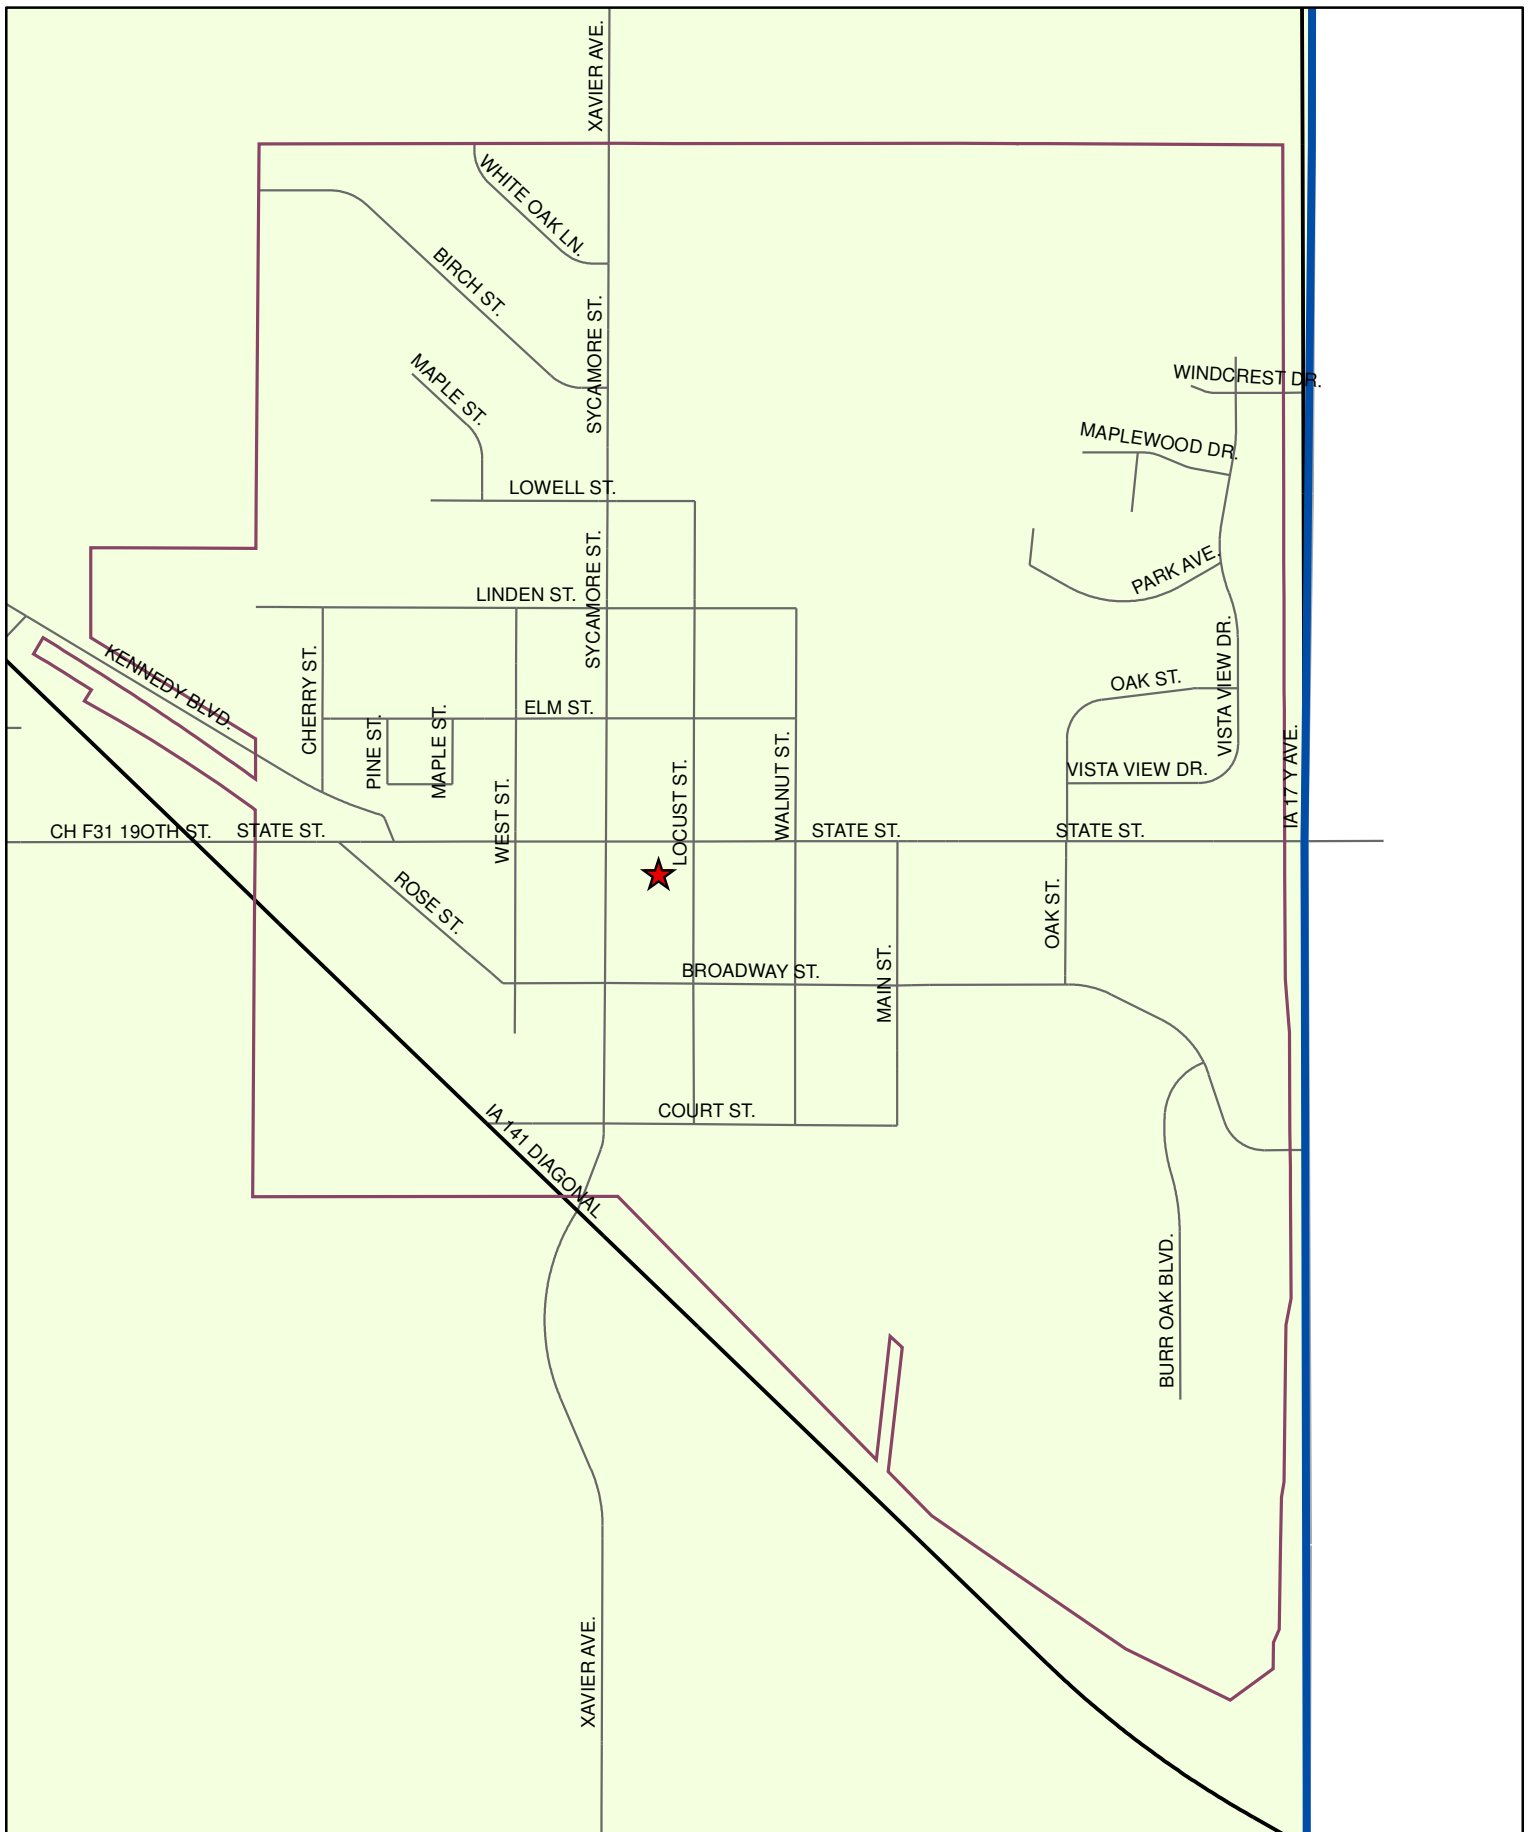 XAVIER AVE.
WHITE OAK LN.
BIRCH ST.
SYCAMORE ST.
MAPLE ST.
WINDCREST DR.
MAPLEWOOD DR.
LOWELL ST.
SYCAMORE ST.
PARK AVE.
LINDEN ST.
KENNEDY BLVD.
CHERRY ST.
OAK ST.
VISTA VIEW DR.
ELM ST.
PINE ST.
MAPLE ST.
WEST ST.
LOCUST ST.
WALNUT ST.
VISTA VIEW DR.
IA 17 Y AVE.
CH F31 19OTH ST.
STATE ST.
STATE ST.
STATE ST.
ROSE ST.
OAK ST.
BROADWAY ST.
MAIN ST.
COURT ST.
IA 141 DIAGONAL
BURR OAK BLVD.
XAVIER AVE.